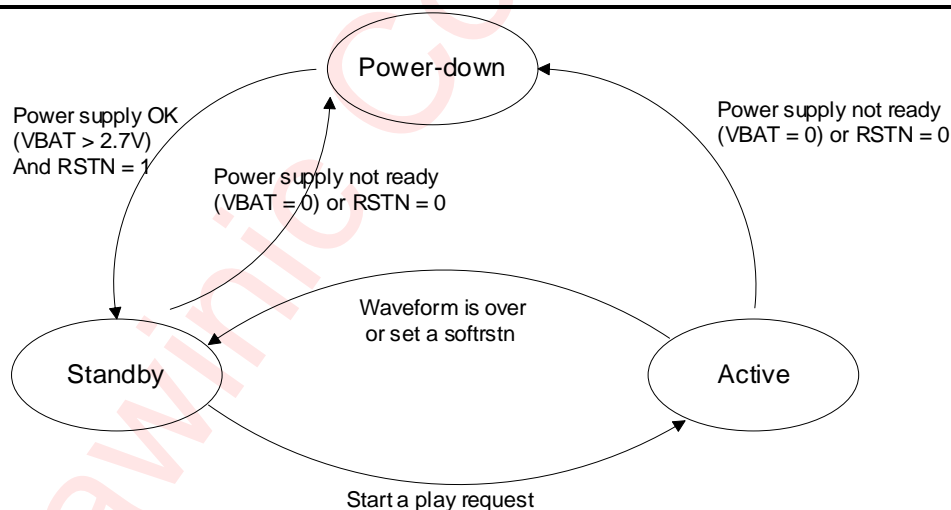 Power-down
Power supply OK
(VBAT > 2.7V)
And RSTN = 1
Power supply not ready
(VBAT = 0) or RSTN = 0
Power supply not ready
(VBAT = 0) or RSTN = 0
Waveform is over
or set a softrstn
Standby
Active
Start a play request
awinic Co